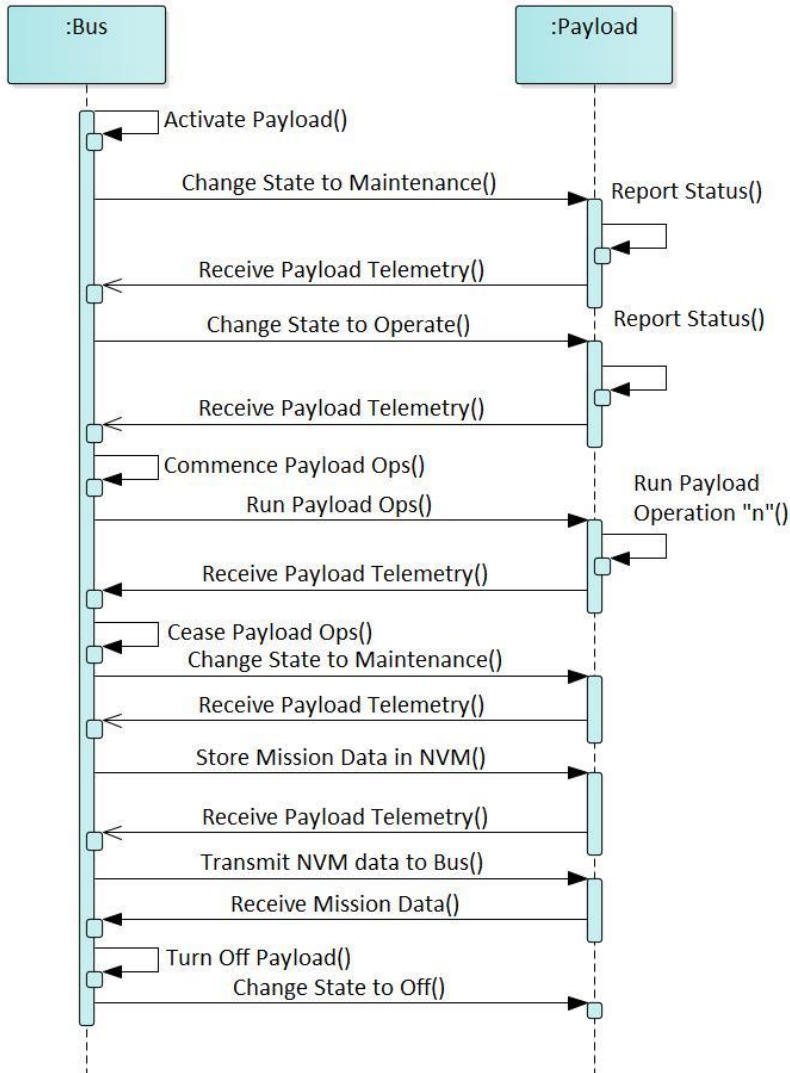 :Bus
:Payload
Activate Payload()
Change State to Maintenance()
Report Status()
Receive Payload Telemetry()
Change State to Operate()
Report Status()
Receive Payload Telemetry()
Commence Payload Ops()
Run Payload Ops()
Run Payload
Operation "n"()
Receive Payload Telemetry()
Cease Payload Ops()
Change State to Maintenance()
Receive Payload Telemetry()
Store Mission Data in NVM()
Receive Payload Telemetry()
Transmit NVM data to Bus()
Receive Mission Data()
Turn Off Payload()
Change State to Off()